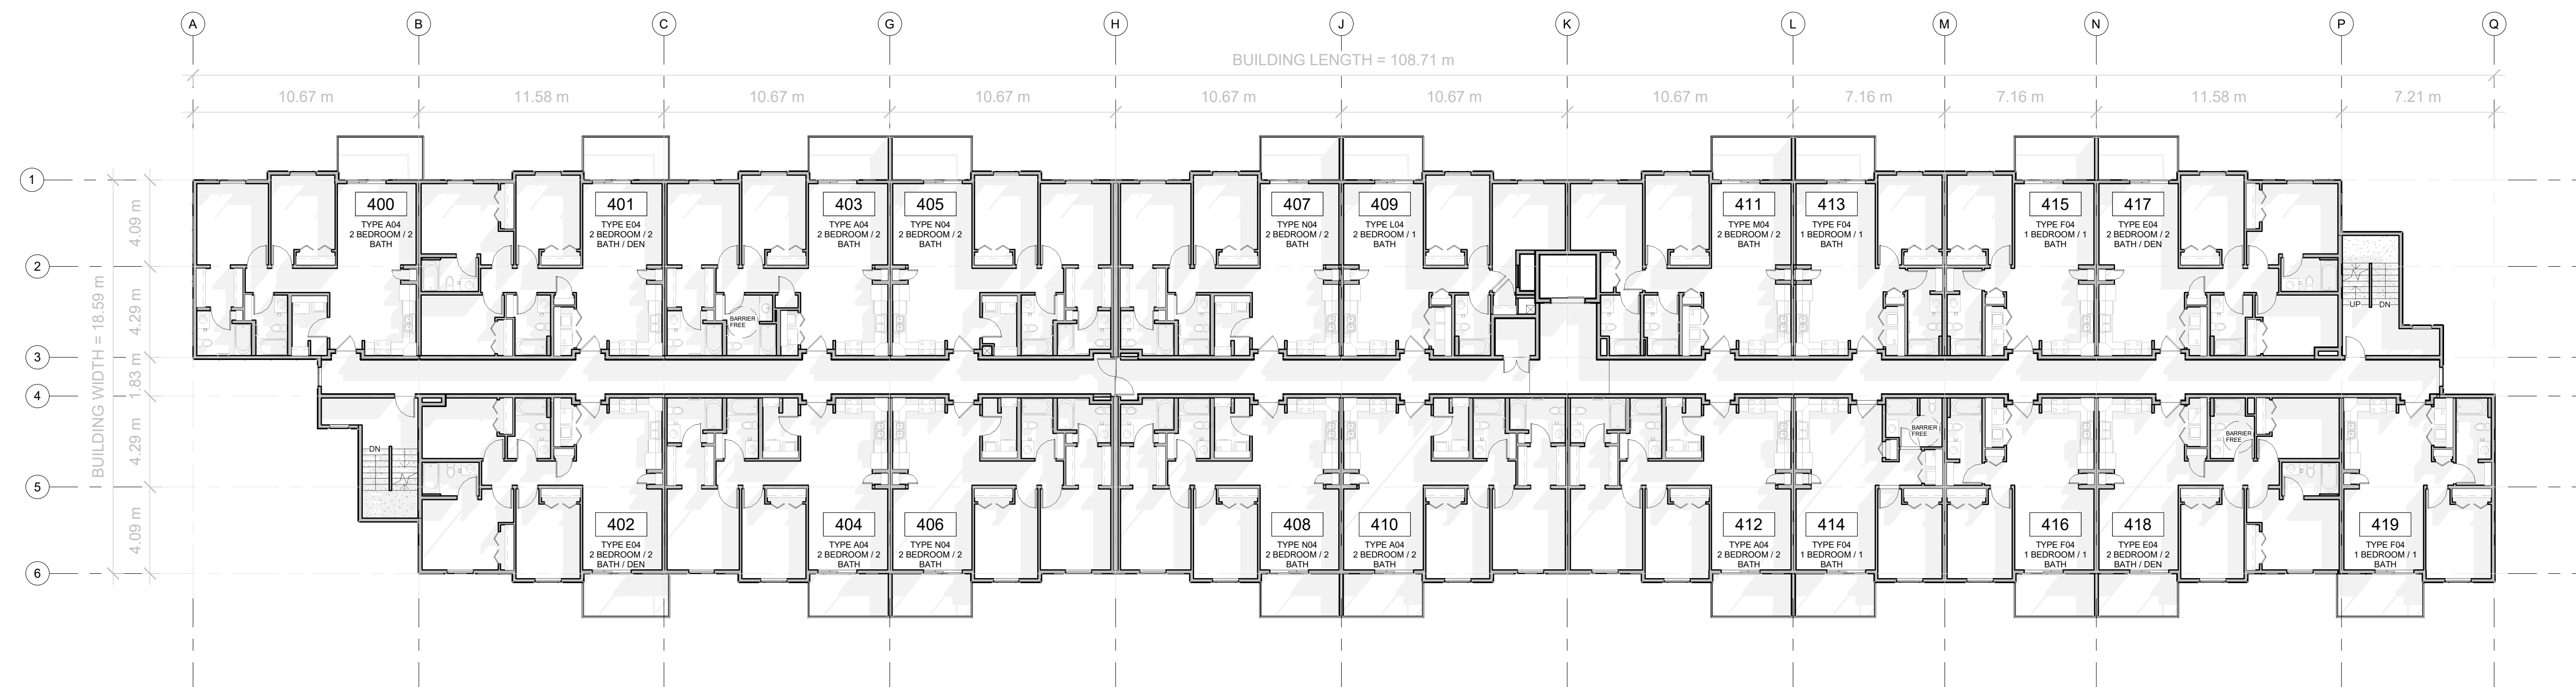 A B C G H J K L M N P Q
BUILDING LENGTH = 108.71 m
10.67 m 11.58 m 10.67 m 10.67 m 10.67 m 10.67 m 10.67 m 7.16 m 7.16 m 11.58 m 7.21 m
1
2
3
4
5
6
BUILDING WIDTH = 18.59 m
4.09 m
4.29 m
1.83 m
4.29 m
4.09 m
400
TYPE A04
2 BEDROOM / 2
BATH
401
TYPE E04
2 BEDROOM / 2
BATH / DEN
403
TYPE A04
2 BEDROOM / 2
BATH
BARRIER
FREE
405
TYPE N04
2 BEDROOM / 2
BATH
407
TYPE N04
2 BEDROOM / 2
BATH
409
TYPE L04
2 BEDROOM / 1
BATH
411
TYPE M04
2 BEDROOM / 2
BATH
413
TYPE F04
1 BEDROOM / 1
BATH
415
TYPE F04
1 BEDROOM / 1
BATH
417
TYPE E04
2 BEDROOM / 2
BATH / DEN
UP DN
DN
402
TYPE E04
2 BEDROOM / 2
BATH / DEN
404
TYPE A04
2 BEDROOM / 2
BATH
406
TYPE N04
2 BEDROOM / 2
BATH
408
TYPE N04
2 BEDROOM / 2
BATH
410
TYPE A04
2 BEDROOM / 2
BATH
412
TYPE A04
2 BEDROOM / 2
BATH
BARRIER
FREE
414
TYPE F04
1 BEDROOM / 1
BATH
416
TYPE F04
1 BEDROOM / 1
BATH
BARRIER
FREE
418
TYPE E04
2 BEDROOM / 2
BATH / DEN
419
TYPE F04
1 BEDROOM / 1
BATH